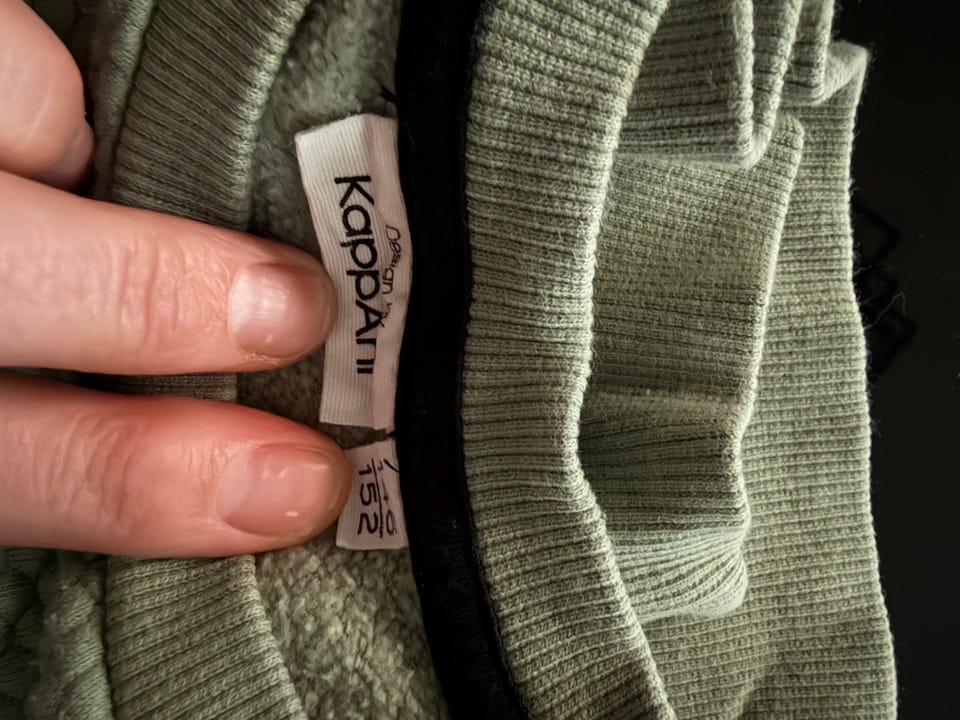 Design by
KappAhl
152